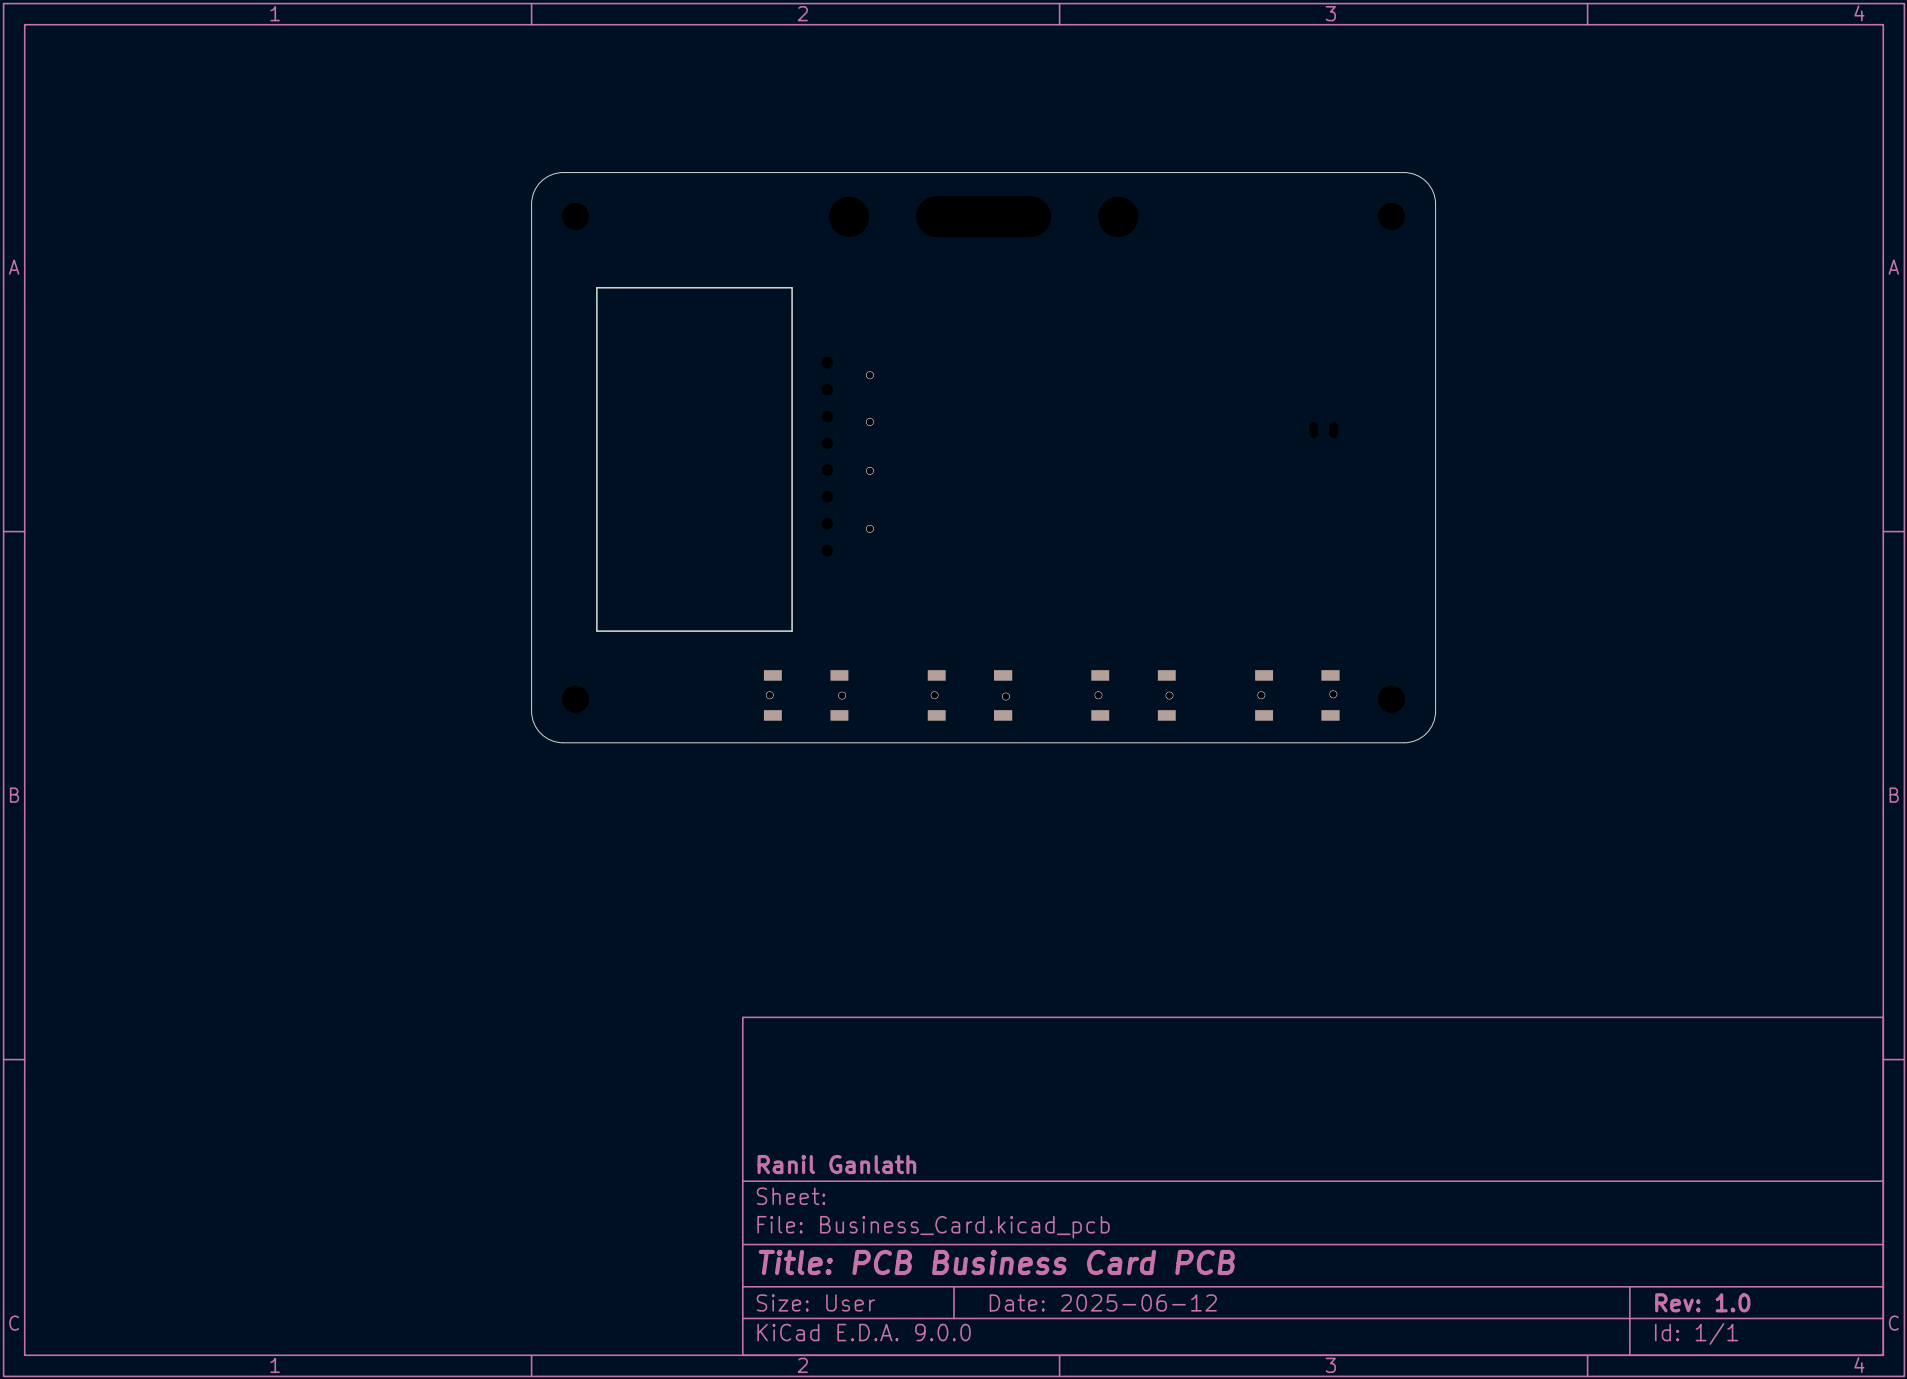 1 2 3 4
A A
B B
C C
Ranil Ganlath
Sheet:
File: Business_Card.kicad_pcb
Title: PCB Business Card PCB
Size: User Date: 2025-06-12 Rev: 1.0
KiCad E.D.A. 9.0.0 Id: 1/1
1 2 3 4